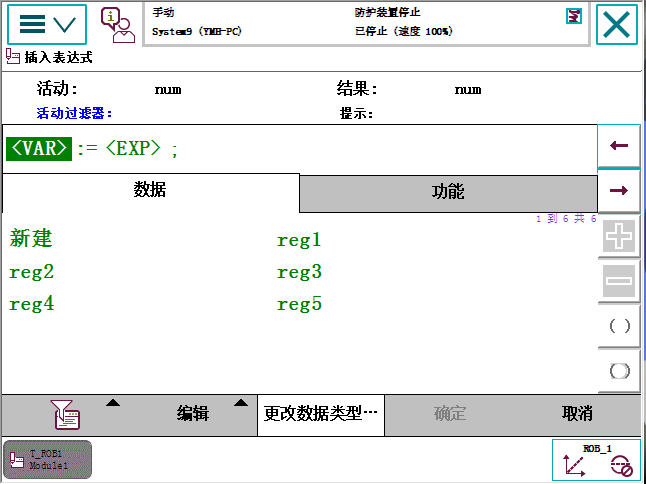 手动 防护装置停止
System9 (YMH-PC) 已停止 (速度 100%)
插入表达式
活动: num 结果: num
活动过滤器: 提示:
<VAR> := <EXP> ;
数据 功能
1 到 6 共 6
新建 reg1
reg2 reg3
reg4 reg5
编辑 更改数据类型... 确定 取消
T_ROB1
Module1
ROB_1